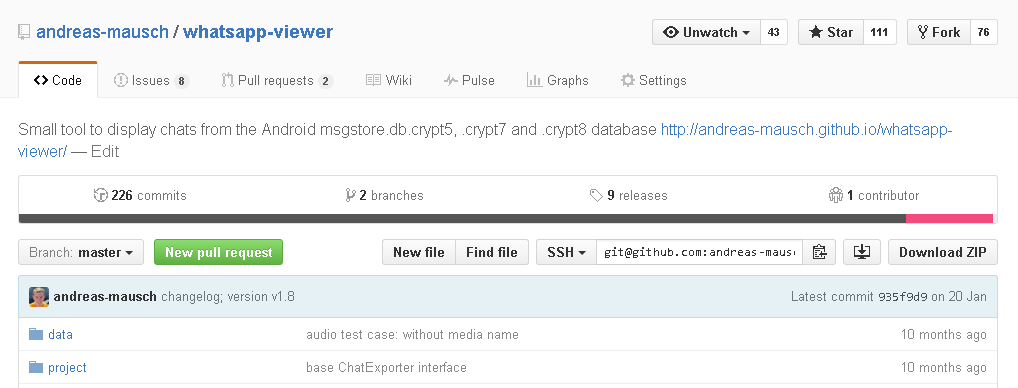 andreas-mausch / whatsapp-viewer Unwatch 43 Star 111 Fork 76
Code Issues 8 Pull requests 2 Wiki Pulse Graphs Settings
Small tool to display chats from the Android msgstore.db.crypt5, .crypt7 and .crypt8 database http://andreas-mausch.github.io/whatsapp-
viewer/ — Edit
226 commits 2 branches 9 releases 1 contributor
Branch: master New pull request New file Find file SSH git@github.com:andreas-maus Download ZIP
andreas-mausch changelog; version v1.8 Latest commit 935f9d9 on 20 Jan
data audio test case: without media name 10 months ago
project base ChatExporter interface 10 months ago